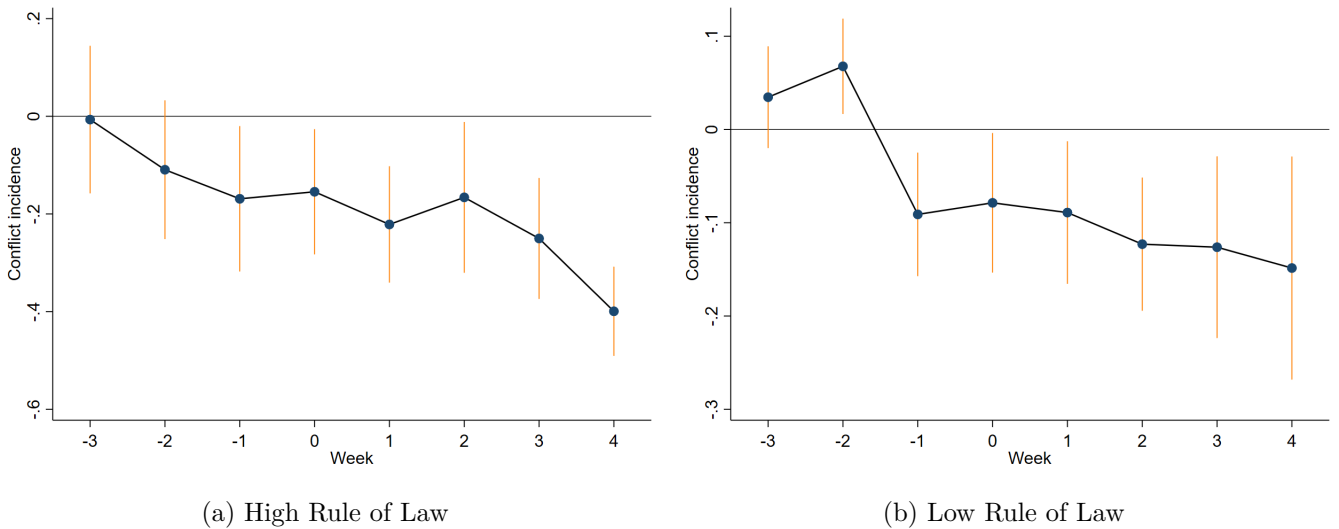 .2
0
-.2
-.4
-.6
Conflict incidence
-3 -2 -1 0 1 2 3 4
Week
(a) High Rule of Law
.1
0
-.1
-.2
-.3
Conflict incidence
-3 -2 -1 0 1 2 3 4
Week
(b) Low Rule of Law